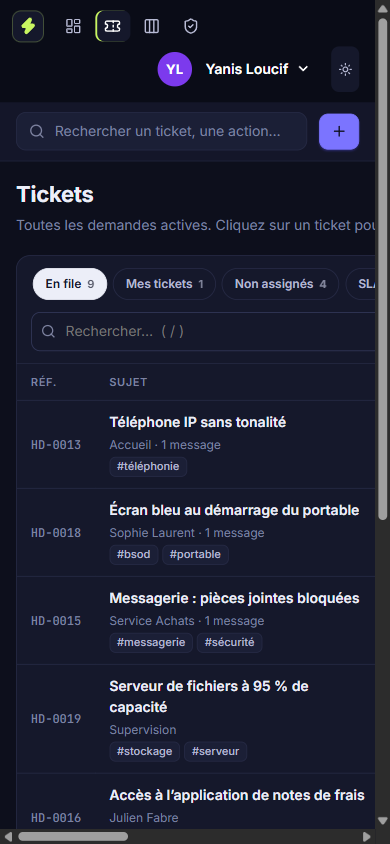 YL Yanis Loucif
Rechercher un ticket, une action...
Tickets
Toutes les demandes actives. Cliquez sur un ticket
En file 9 Mes tickets 1 Non assignés 4
Rechercher... ( / )
RÉF. SUJET
Téléphone IP sans tonalité
HD-0013 Accueil · 1 message
#téléphonie
Écran bleu au démarrage du portable
HD-0018 Sophie Laurent · 1 message
#bsod #portable
Messagerie : pièces jointes bloquées
HD-0015 Service Achats · 1 message
#messagerie #sécurité
Serveur de fichiers à 95 % de
capacité
HD-0019
Supervision
#stockage #serveur
Accès à l’application de notes de frais
HD-0016 Julien Fabre